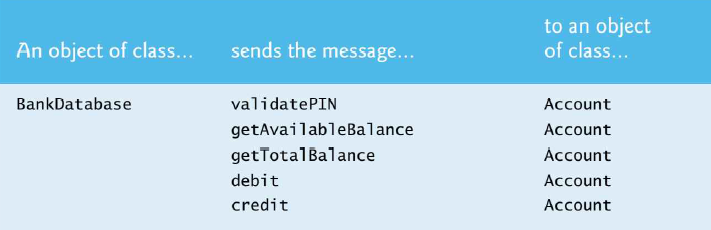 to an object
An object of class... sends the message... of class...
BankDatabase validatePIN Account
getAvailableBalance Account
getTotalBalance Account
debit Account
credit Account